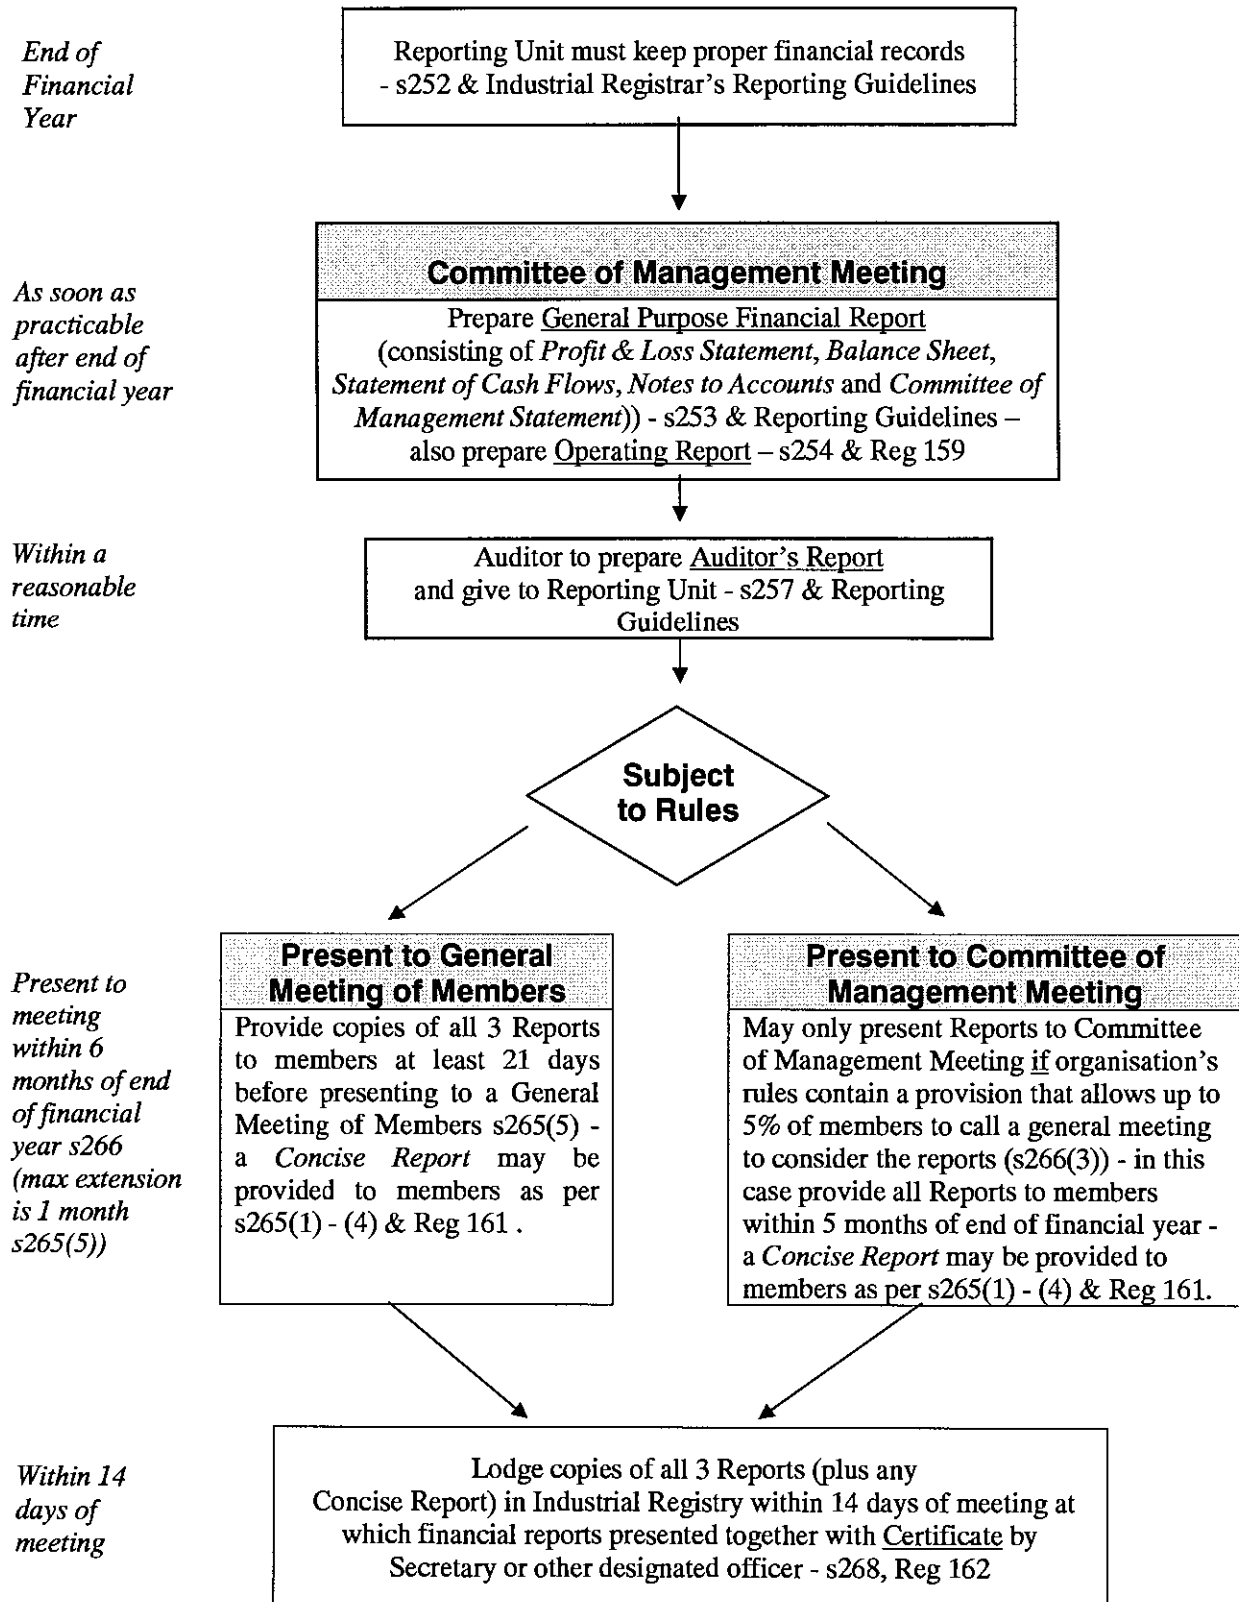 End of
Financial
Year
Reporting Unit must keep proper financial records
- s252 & Industrial Registrar's Reporting Guidelines
As soon as
practicable
after end of
financial year
Committee of Management Meeting
Prepare General Purpose Financial Report
(consisting of Profit & Loss Statement, Balance Sheet,
Statement of Cash Flows, Notes to Accounts and Committee of
Management Statement)) - s253 & Reporting Guidelines –
also prepare Operating Report – s254 & Reg 159
Within a
reasonable
time
Auditor to prepare Auditor's Report
and give to Reporting Unit - s257 & Reporting
Guidelines
Subject
to Rules
Present to
meeting
within 6
months of end
of financial
year s266
(max extension
is 1 month
s265(5))
Present to General
Meeting of Members
Provide copies of all 3 Reports
to members at least 21 days
before presenting to a General
Meeting of Members s265(5) -
a Concise Report may be
provided to members as per
s265(1) - (4) & Reg 161 .
Present to Committee of
Management Meeting
May only present Reports to Committee
of Management Meeting if organisation's
rules contain a provision that allows up to
5% of members to call a general meeting
to consider the reports (s266(3)) - in this
case provide all Reports to members
within 5 months of end of financial year -
a Concise Report may be provided to
members as per s265(1) - (4) & Reg 161.
Within 14
days of
meeting
Lodge copies of all 3 Reports (plus any
Concise Report) in Industrial Registry within 14 days of meeting at
which financial reports presented together with Certificate by
Secretary or other designated officer - s268, Reg 162